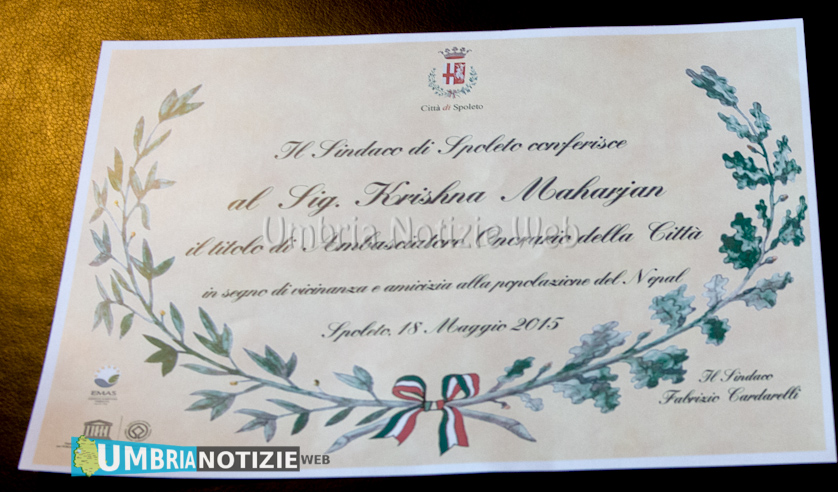 Città di Spoleto
Il Sindaco di Spoleto conferisce
al Sig. Krishna Maharjan
Umbria Notizie Web
il titolo di Ambasciatore Onorario della Città
in segno di vicinanza e amicizia alla popolazione del Nepal
Spoleto, 18 Maggio 2015
Il Sindaco
Fabrizio Cardarelli
EMAS
UMBRIANOTIZIEWEB